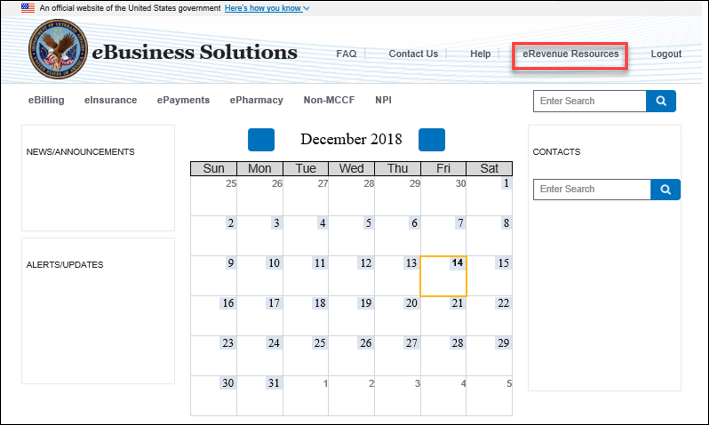 An official website of the United States government Here's how you know
eBusiness Solutions
FAQ Contact Us Help eRevenue Resources Logout
eBilling eInsurance ePayments ePharmacy Non-MCCF NPI
Enter Search
NEWS/ANNOUNCEMENTS
ALERTS/UPDATES
December 2018
Sun Mon Tue Wed Thu Fri Sat
25 26 27 28 29 30 1
2 3 4 5 6 7 8
9 10 11 12 13 14 15
16 17 18 19 20 21 22
23 24 25 26 27 28 29
30 31 1 2 3 4 5
CONTACTS
Enter Search